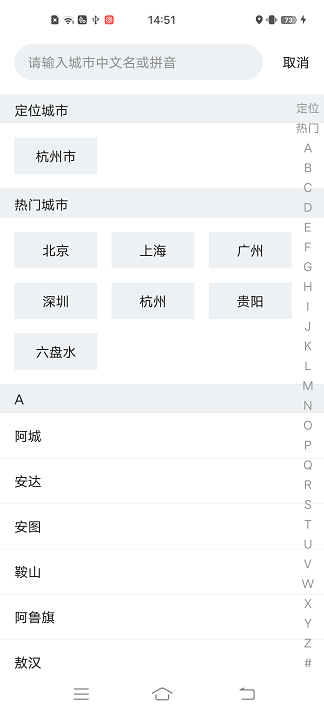 14:51
73
请输入城市中文名或拼音
取消
定位城市
杭州市
热门城市
北京
上海
广州
深圳
杭州
贵阳
六盘水
A
阿城
安达
安图
鞍山
阿鲁旗
敖汉
定位
热门
A
B
C
D
E
F
G
H
I
J
K
L
M
N
O
P
Q
R
S
T
U
V
W
X
Y
Z
#